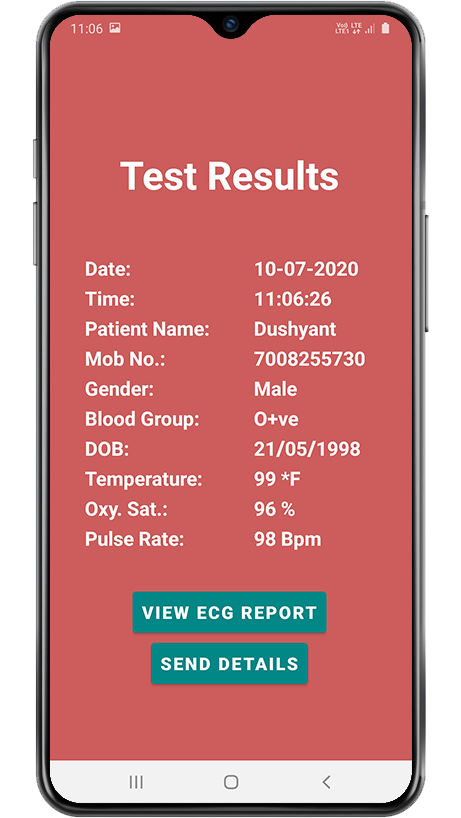 11:06
Vo) LTE
LTE1
Test Results
Date: 10-07-2020
Time: 11:06:26
Patient Name: Dushyant
Mob No.: 7008255730
Gender: Male
Blood Group: O+ve
DOB: 21/05/1998
Temperature: 99 *F
Oxy. Sat.: 96 %
Pulse Rate: 98 Bpm
VIEW ECG REPORT
SEND DETAILS